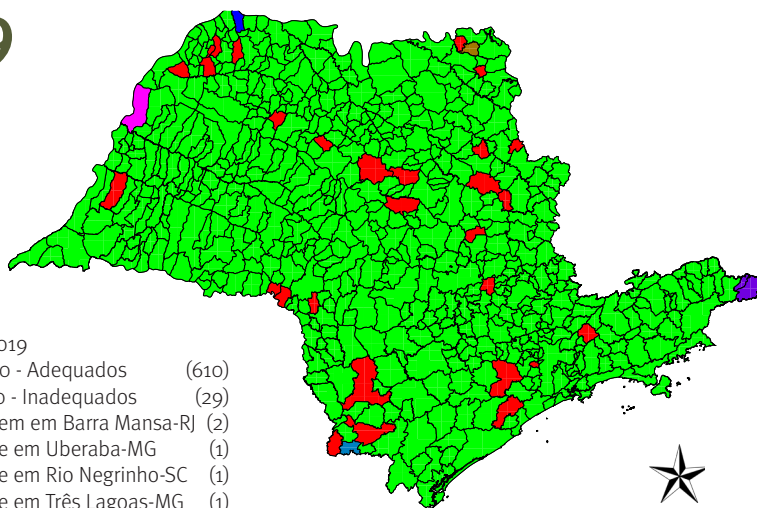 9
019
o - Adequados (610)
o - Inadequados (29)
em em Barra Mansa-RJ (2)
e em Uberaba-MG (1)
e em Rio Negrinho-SC (1)
e em Três Lagoas-MG (1)